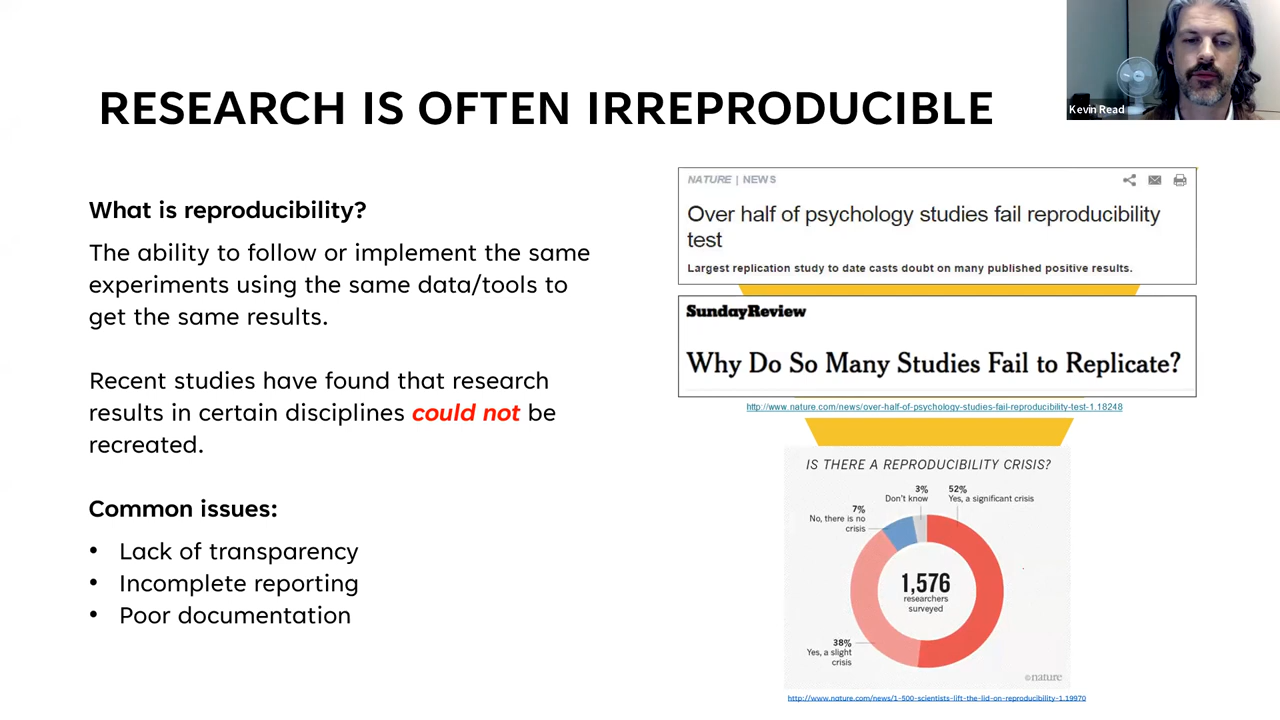 RESEARCH IS OFTEN IRREPRODUCIBLE
Kevin Read
What is reproducibility?
The ability to follow or implement the same
experiments using the same data/tools to
get the same results.
Recent studies have found that research
results in certain disciplines could not be
recreated.
Common issues:
• Lack of transparency
• Incomplete reporting
• Poor documentation
NATURE | NEWS
Over half of psychology studies fail reproducibility
test
Largest replication study to date casts doubt on many published positive results.
SundayReview
Why Do So Many Studies Fail to Replicate?
http://www.nature.com/news/over-half-of-psychology-studies-fail-reproducibility-test-1.18248
IS THERE A REPRODUCIBILITY CRISIS?
3%
Don't know
52%
Yes, a significant crisis
7%
No, there is no
crisis
1,576
researchers
surveyed
38%
Yes, a slight
crisis
©nature
http://www.nature.com/news/1-500-scientists-lift-the-lid-on-reproducibility-1.19970